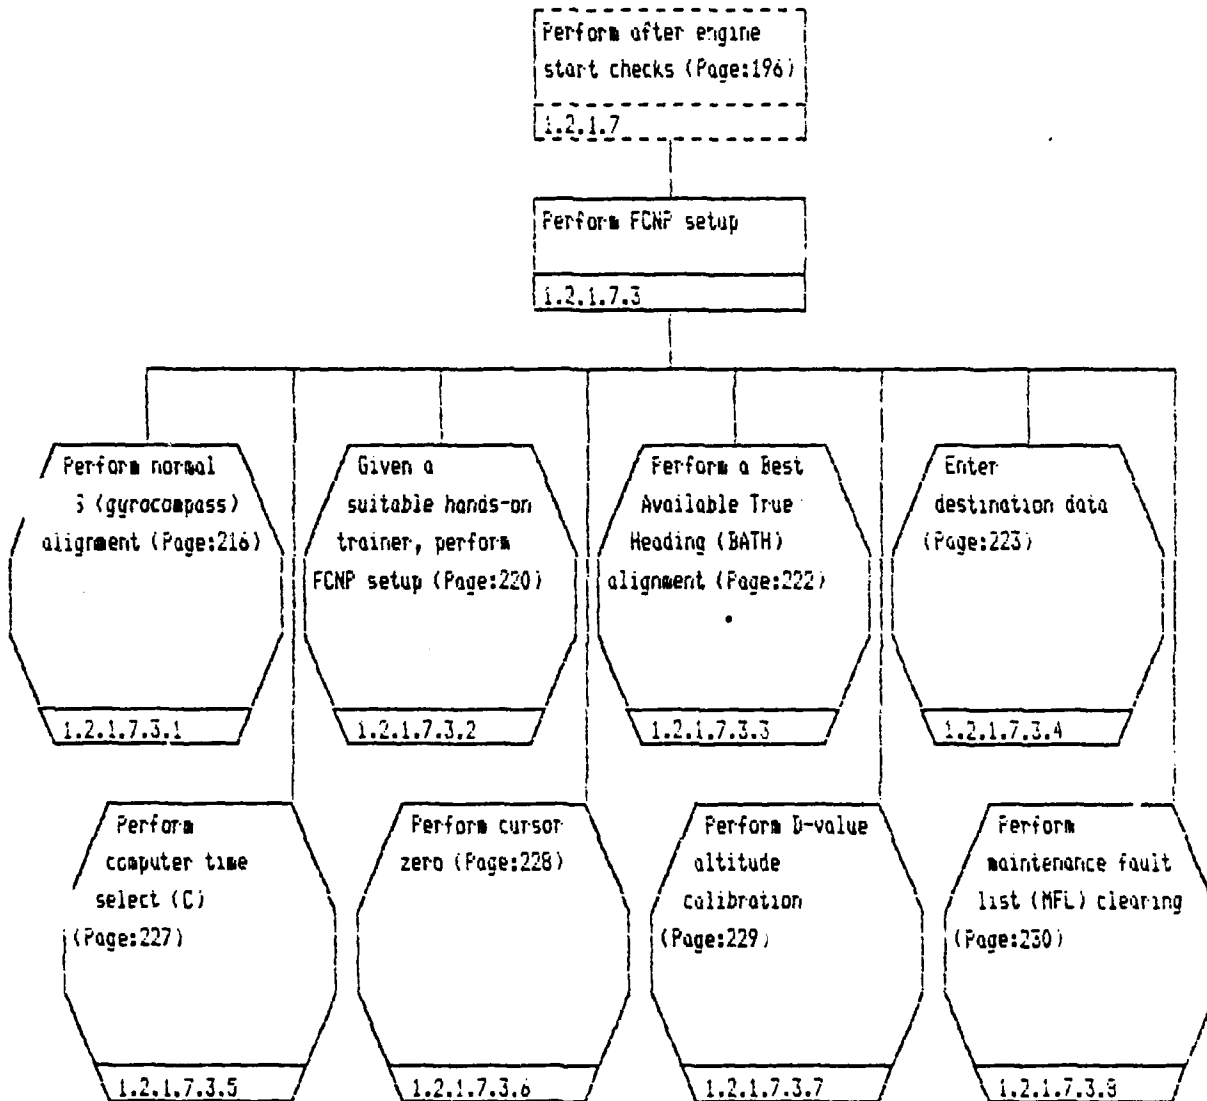 Perform after engine
start checks (Page:196)
1.2.1.7
Perform FCNP setup
1.2.1.7.3
Perform normal
S (gyrocompass)
alignment (Page:216)
1.2.1.7.3.1
Given a
suitable hands-on
trainer, perform
FCNP setup (Page:220)
1.2.1.7.3.2
Perform a Best
Available True
Heading (BATH)
alignment (Page:222)
1.2.1.7.3.3
Enter
destination data
(Page:223)
1.2.1.7.3.4
Perform
computer time
select (C)
(Page:227)
1.2.1.7.3.5
Perform cursor
zero (Page:228)
1.2.1.7.3.6
Perform D-value
altitude
calibration
(Page:229)
1.2.1.7.3.7
Perform
maintenance fault
list (MFL) clearing
(Page:230)
1.2.1.7.3.8